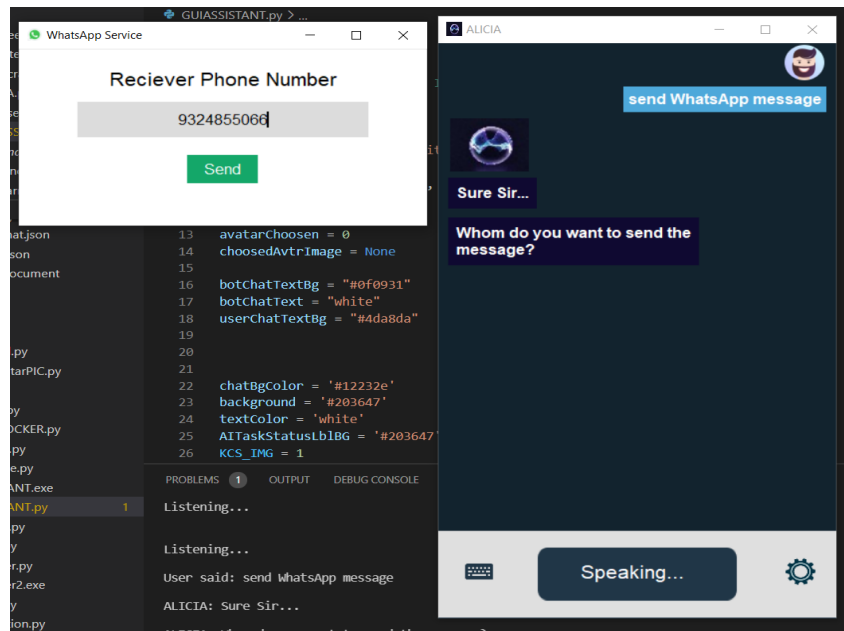 GUIASSISTANT.py > ...
WhatsApp Service
Reciever Phone Number
9324855066
Send
ALICIA
send WhatsApp message
Sure Sir...
Whom do you want to send the
message?
Speaking...
hat.json
son
ocument
.py
tarPIC.py
py
OCKER.py
.py
e.py
ANT.exe
ANT.py 1
.py
y
er.py
er2.exe
y
ion.py
13 avatarChoosen = 0
14 choosedAvtrImage = None
15
16 botChatTextBg = "#0f0931"
17 botChatText = "white"
18 userChatTextBg = "#4da8da"
19
20
21
22 chatBgColor = '#12232e'
23 background = '#203647'
24 textColor = 'white'
25 AITaskStatusLblBG = '#203647'
26 KCS_IMG = 1
PROBLEMS 1 OUTPUT DEBUG CONSOLE
Listening...
Listening...
User said: send WhatsApp message
ALICIA: Sure Sir...